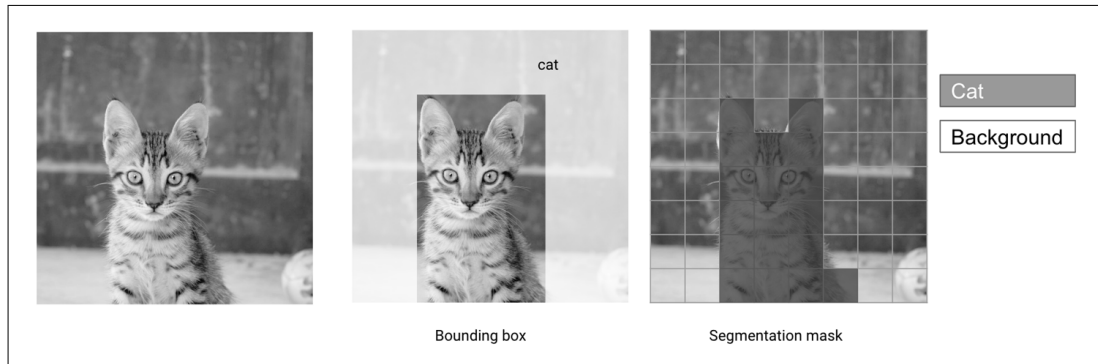 cat
Cat
Background
Bounding box
Segmentation mask